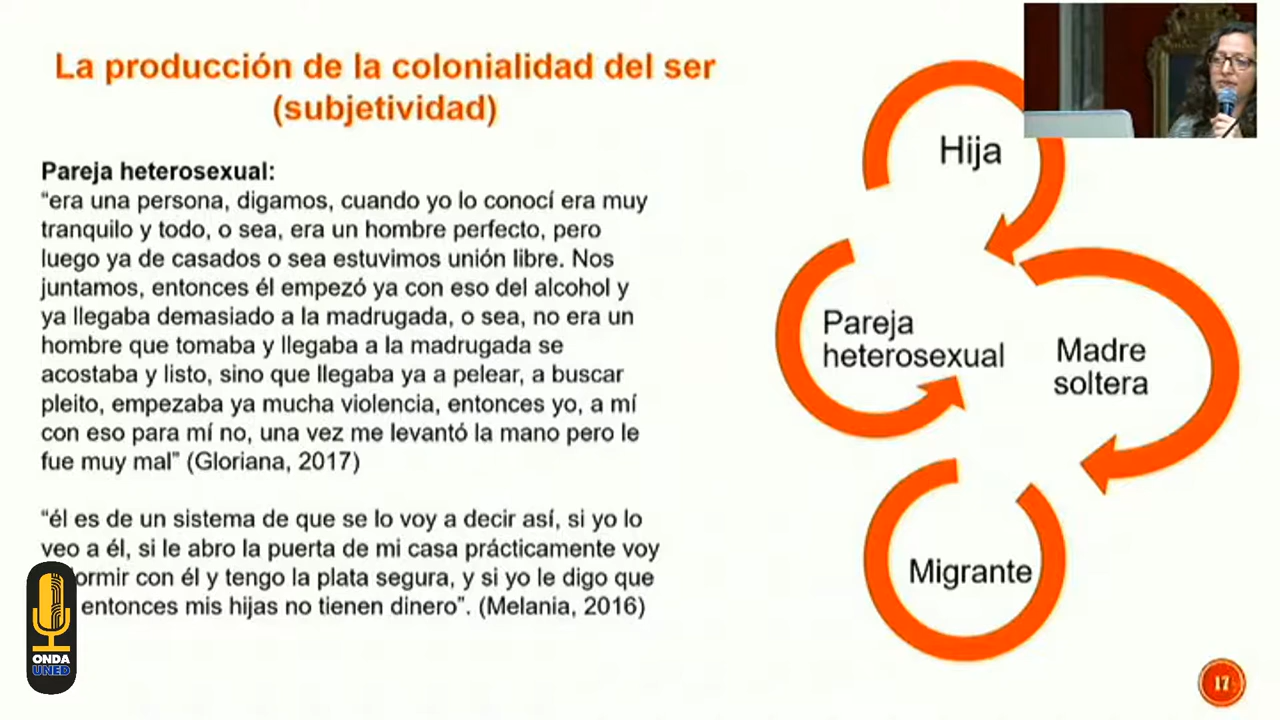 La producción de la colonialidad del ser
(subjetividad)
Pareja heterosexual:
“era una persona, digamos, cuando yo lo conocí era muy
tranquilo y todo, o sea, era un hombre perfecto, pero
luego ya de casados o sea estuvimos unión libre. Nos
juntamos, entonces él empezó ya con eso del alcohol y
ya llegaba demasiado a la madrugada, o sea, no era un
hombre que tomaba y llegaba a la madrugada se
acostaba y listo, sino que llegaba ya a pelear, a buscar
pleito, empezaba ya mucha violencia, entonces yo, a mí
con eso para mí no, una vez me levantó la mano pero le
fue muy mal” (Gloriana, 2017)
“él es de un sistema de que se lo voy a decir así, si yo lo
veo a él, si le abro la puerta de mi casa prácticamente voy
ormir con él y tengo la plata segura, y si yo le digo que
entonces mis hijas no tienen dinero”. (Melania, 2016)
Hija
Pareja
heterosexual
Madre
soltera
Migrante
ONDA
UNED
17